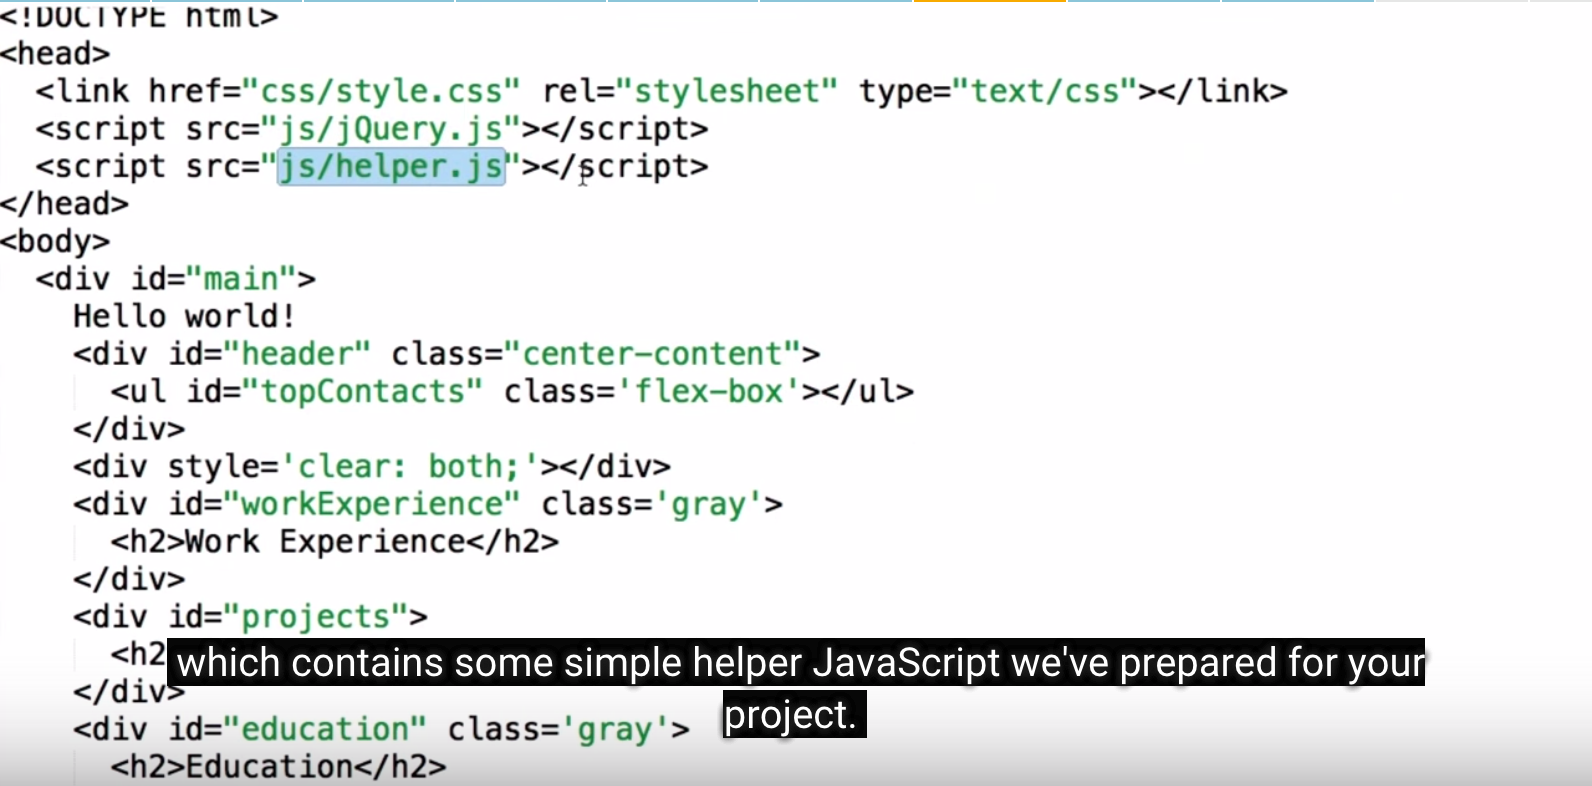 <!DOCTYPE html>
<head>
<link href="css/style.css" rel="stylesheet" type="text/css"></link>
<script src="js/jQuery.js"></script>
<script src="js/helper.js"></script>
</head>
<body>
<div id="main">
Hello world!
<div id="header" class="center-content">
<ul id="topContacts" class='flex-box'></ul>
</div>
<div style='clear: both;'></div>
<div id="workExperience" class='gray'>
<h2>Work Experience</h2>
</div>
<div id="projects">
<h2
which contains some simple helper JavaScript we've prepared for your
</div>
project.
<div id="education" class='gray'>
<h2>Education</h2>